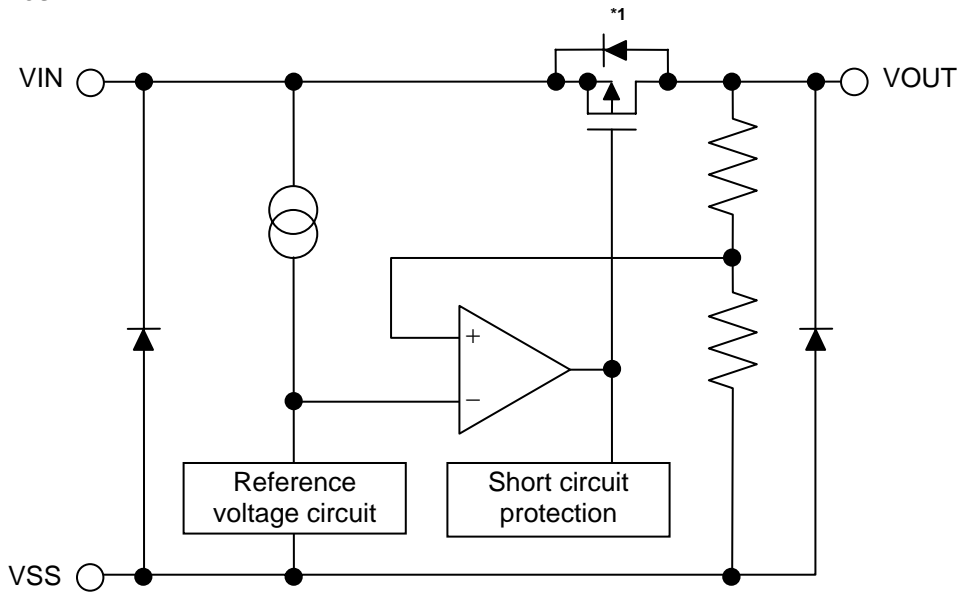 *1
VIN
VOUT
+
−
Reference
voltage circuit
Short circuit
protection
VSS